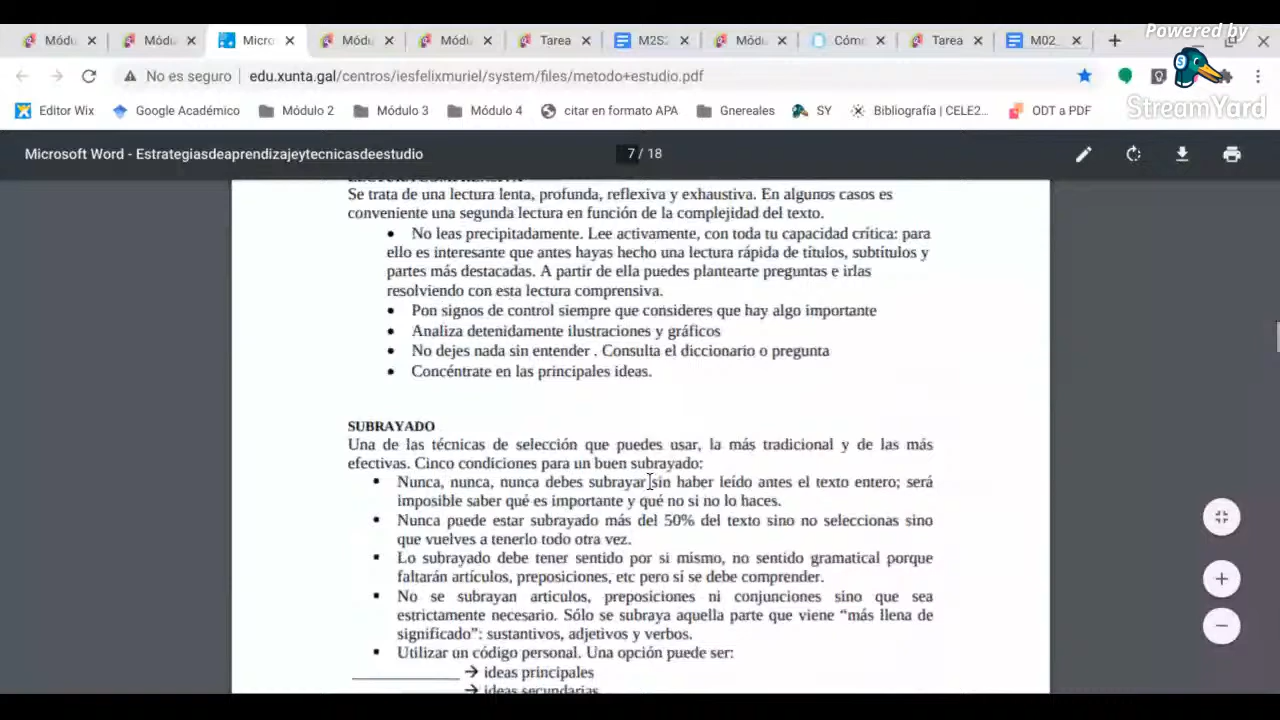 Powered by
Módu
Módu
Micro
Módu
Módu
Tarea
M2S2
Módu
Cómo
Tarea
M02_
No es seguro
edu.xunta.gal/centros/iesfelixmuriel/system/files/metodo+estudio.pdf
StreamYard
Editor Wix
Google Académico
Módulo 2
Módulo 3
Módulo 4
citar en formato APA
Gnereales
SY
Bibliografía | CELE2...
ODT a PDF
Microsoft Word - Estrategiasdeaprendizajeytecnicasdeestudio
7 / 18
LECTURA COMPRENSIVA
Se trata de una lectura lenta, profunda, reflexiva y exhaustiva. En algunos casos es
conveniente una segunda lectura en función de la complejidad del texto.
• No leas precipitadamente. Lee activamente, con toda tu capacidad crítica: para
ello es interesante que antes hayas hecho una lectura rápida de títulos, subtítulos y
partes más destacadas. A partir de ella puedes plantearte preguntas e irlas
resolviendo con esta lectura comprensiva.
• Pon signos de control siempre que consideres que hay algo importante
• Analiza detenidamente ilustraciones y gráficos
• No dejes nada sin entender . Consulta el diccionario o pregunta
• Concéntrate en las principales ideas.
SUBRAYADO
Una de las técnicas de selección que puedes usar, la más tradicional y de las más
efectivas. Cinco condiciones para un buen subrayado:
▪ Nunca, nunca, nunca debes subrayar sin haber leído antes el texto entero; será
imposible saber qué es importante y qué no si no lo haces.
▪ Nunca puede estar subrayado más del 50% del texto sino no seleccionas sino
que vuelves a tenerlo todo otra vez.
▪ Lo subrayado debe tener sentido por si mismo, no sentido gramatical porque
faltarán artículos, preposiciones, etc pero sí se debe comprender.
▪ No se subrayan articulos, preposiciones ni conjunciones sino que sea
estrictamente necesario. Sólo se subraya aquella parte que viene “más llena de
significado”: sustantivos, adjetivos y verbos.
▪ Utilizar un código personal. Una opción puede ser:
____________ → ideas principales
→ ideas secundarias